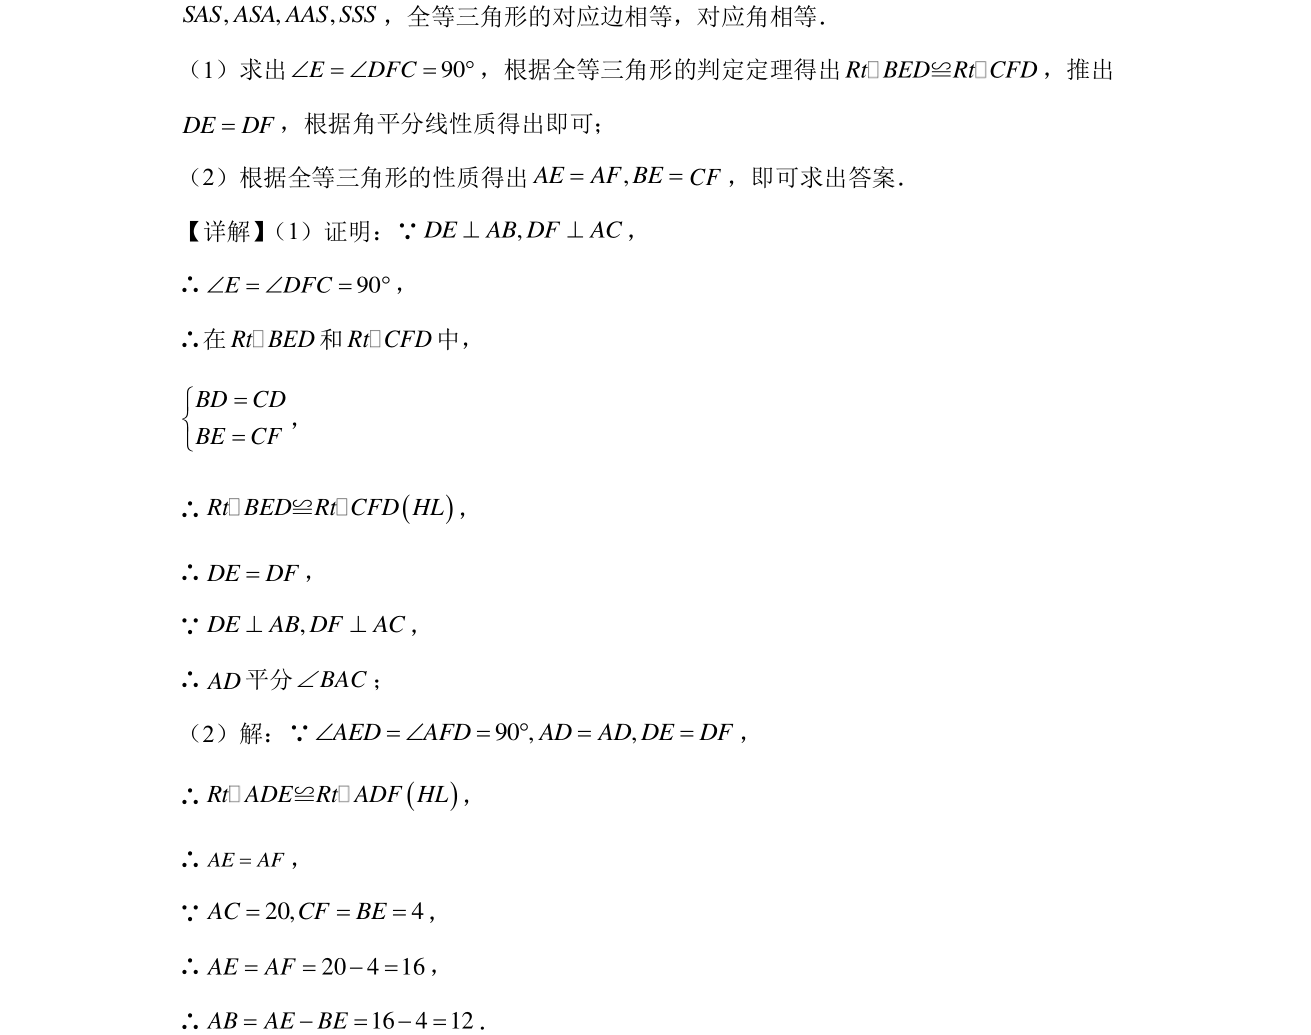 SAS, ASA, AAS, SSS，全等三角形的对应边相等，对应角相等．
（1）求出∠E＝∠DFC＝90°，根据全等三角形的判定定理得出Rt□BED≌Rt□CFD，推出
DE＝DF，根据角平分线性质得出即可；
（2）根据全等三角形的性质得出AE＝AF, BE＝CF，即可求出答案．
【详解】（1）证明：∵DE⊥AB, DF⊥AC，
∴∠E＝∠DFC＝90°，
∴在Rt□BED和Rt□CFD中，
{BD＝CD
BE＝CF，
∴Rt□BED≌Rt□CFD(HL)，
∴DE＝DF，
∵DE⊥AB, DF⊥AC，
∴AD平分∠BAC；
（2）解：∵∠AED＝∠AFD＝90°, AD＝AD, DE＝DF，
∴Rt□ADE≌Rt□ADF(HL)，
∴AE＝AF，
∵AC＝20, CF＝BE＝4，
∴AE＝AF＝20−4＝16，
∴AB＝AE−BE＝16−4＝12．